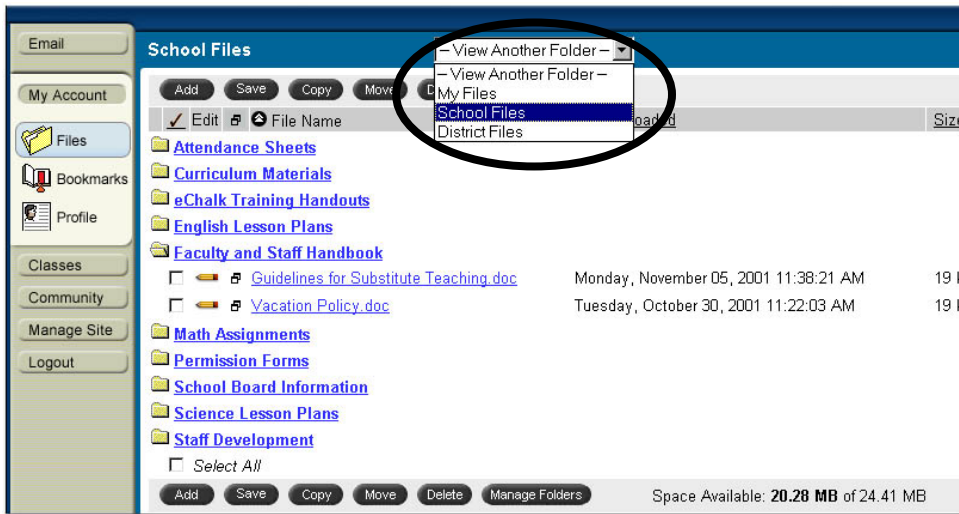 Email
My Account
Files
Bookmarks
Profile
Classes
Community
Manage Site
Logout
School Files
– View Another Folder –
– View Another Folder –
My Files
School Files
District Files
Add Save Copy Move
Edit File Name Size
Attendance Sheets
Curriculum Materials
eChalk Training Handouts
English Lesson Plans
Faculty and Staff Handbook
Guidelines for Substitute Teaching.doc Monday, November 05, 2001 11:38:21 AM 19
Vacation Policy.doc Tuesday, October 30, 2001 11:22:03 AM 19
Math Assignments
Permission Forms
School Board Information
Science Lesson Plans
Staff Development
Select All
Add Save Copy Move Delete Manage Folders Space Available: 20.28 MB of 24.41 MB